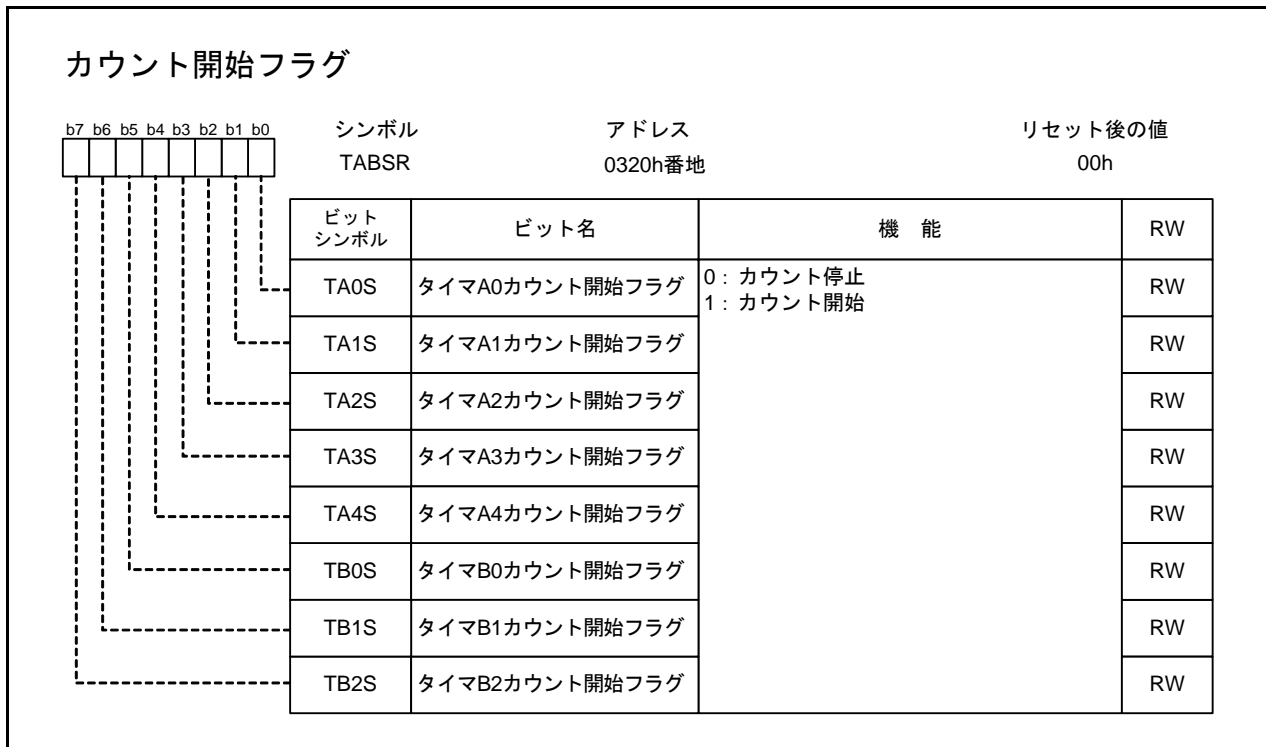 カウント開始フラグ
b7 b6 b5 b4 b3 b2 b1 b0
シンボル アドレス リセット後の値
TABSR 0320h番地 00h
ビット
シンボル ビット名 機 能 RW
TA0S タイマA0カウント開始フラグ 0：カウント停止
1：カウント開始 RW
TA1S タイマA1カウント開始フラグ RW
TA2S タイマA2カウント開始フラグ RW
TA3S タイマA3カウント開始フラグ RW
TA4S タイマA4カウント開始フラグ RW
TB0S タイマB0カウント開始フラグ RW
TB1S タイマB1カウント開始フラグ RW
TB2S タイマB2カウント開始フラグ RW